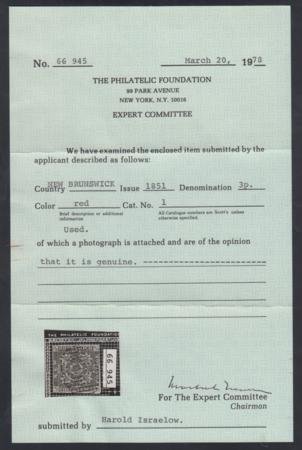 No. 66 945 March 20, 1978
THE PHILATELIC FOUNDATION
99 PARK AVENUE
NEW YORK, N.Y. 10016
EXPERT COMMITTEE
We have examined the enclosed item submitted by the
applicant described as follows:
Country NEW BRUNSWICK Issue 1851 Denomination 3p.
Color red Cat. No. 1
Brief description or additional information
All Catalogue numbers are Scott's unless otherwise specified.
Used.
of which a photograph is attached and are of the opinion
that it is genuine. ------------------------
THE PHILATELIC FOUNDATION
66 945
For The Expert Committee
Chairman
submitted by Harold Israelow.